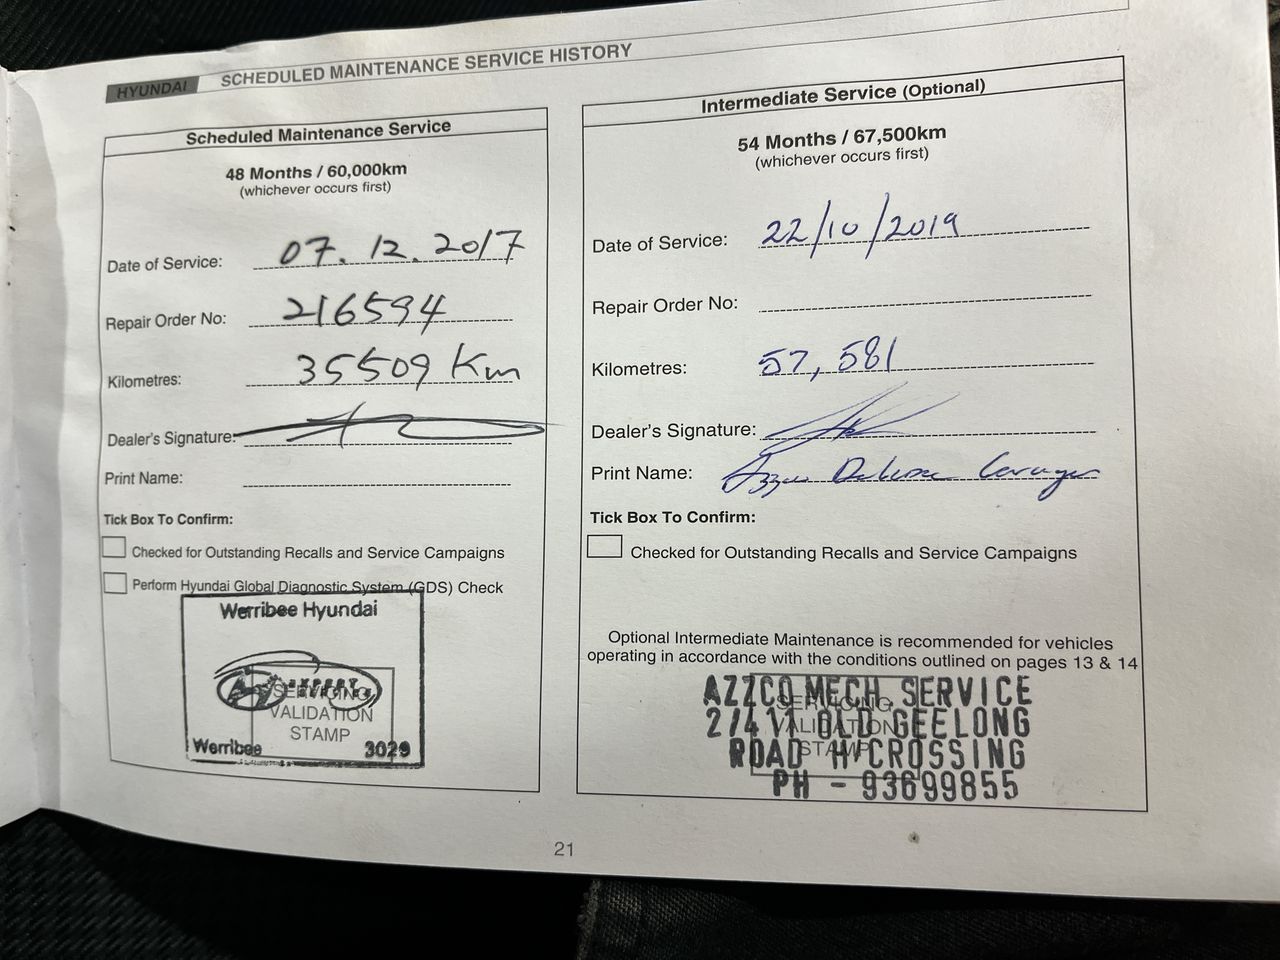 HYUNDAI SCHEDULED MAINTENANCE SERVICE HISTORY
Scheduled Maintenance Service
48 Months / 60,000km
(whichever occurs first)
Date of Service: 07.12.2017
Repair Order No: 216594
Kilometres: 35509 Km
Dealer's Signature:
Print Name:
Tick Box To Confirm:
Checked for Outstanding Recalls and Service Campaigns
Perform Hyundai Global Diagnostic System (GDS) Check
Werribee Hyundai
EXPERT
SERVICING
VALIDATION
STAMP
Werribee 3029
Intermediate Service (Optional)
54 Months / 67,500km
(whichever occurs first)
Date of Service: 22/10/2019
Repair Order No:
Kilometres: 57,581
Dealer's Signature:
Print Name:
Tick Box To Confirm:
Checked for Outstanding Recalls and Service Campaigns
Optional Intermediate Maintenance is recommended for vehicles
operating in accordance with the conditions outlined on pages 13 & 14
AZZCO MECH SERVICE
SERVICING
2/411 OLD GEELONG
VALIDATION
ROAD H/CROSSING
STAMP
PH - 93699855
21